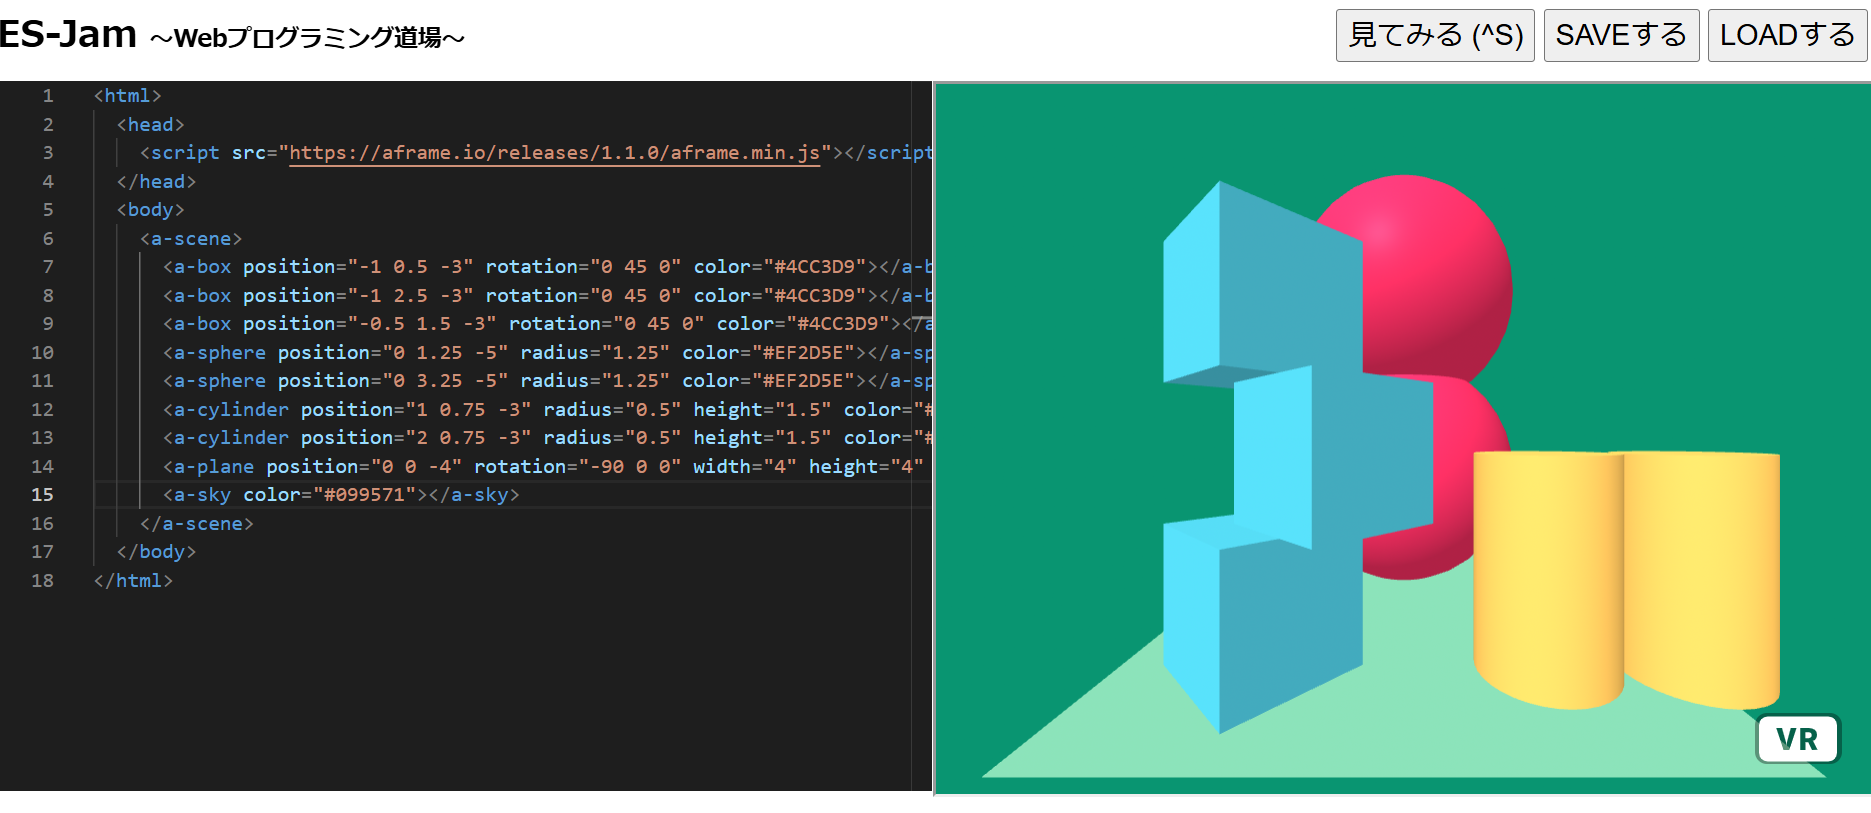 ES-Jam ～Webプログラミング道場～
見てみる (^S) SAVEする LOADする
1 <html>
2 <head>
3 <script src="https://aframe.io/releases/1.1.0/aframe.min.js"></script
4 </head>
5 <body>
6 <a-scene>
7 <a-box position="-1 0.5 -3" rotation="0 45 0" color="#4CC3D9"></a-b
8 <a-box position="-1 2.5 -3" rotation="0 45 0" color="#4CC3D9"></a-b
9 <a-box position="-0.5 1.5 -3" rotation="0 45 0" color="#4CC3D9"></a
10 <a-sphere position="0 1.25 -5" radius="1.25" color="#EF2D5E"></a-sp
11 <a-sphere position="0 3.25 -5" radius="1.25" color="#EF2D5E"></a-sp
12 <a-cylinder position="1 0.75 -3" radius="0.5" height="1.5" color="#
13 <a-cylinder position="2 0.75 -3" radius="0.5" height="1.5" color="#
14 <a-plane position="0 0 -4" rotation="-90 0 0" width="4" height="4"
15 <a-sky color="#099571"></a-sky>
16 </a-scene>
17 </body>
18 </html>
VR